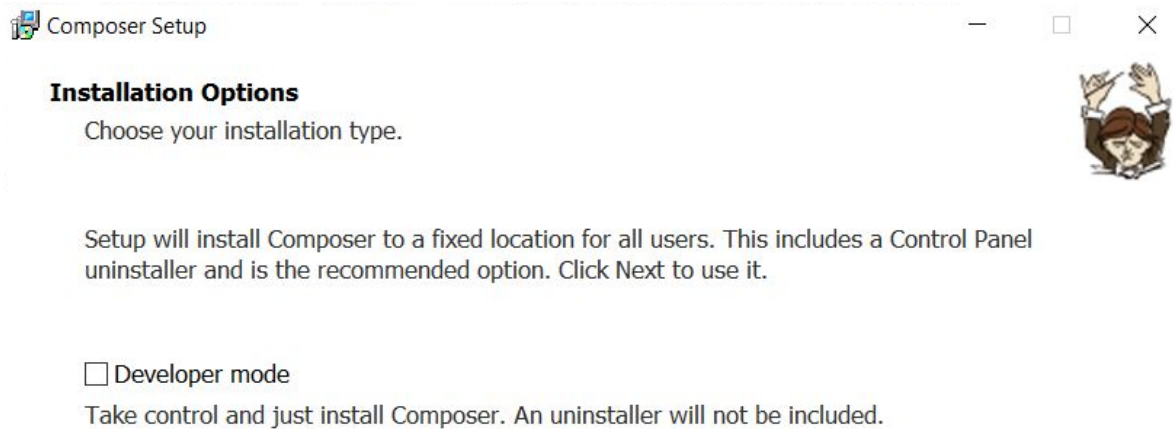 Composer Setup
Installation Options
Choose your installation type.
Setup will install Composer to a fixed location for all users. This includes a Control Panel
uninstaller and is the recommended option. Click Next to use it.
Developer mode
Take control and just install Composer. An uninstaller will not be included.